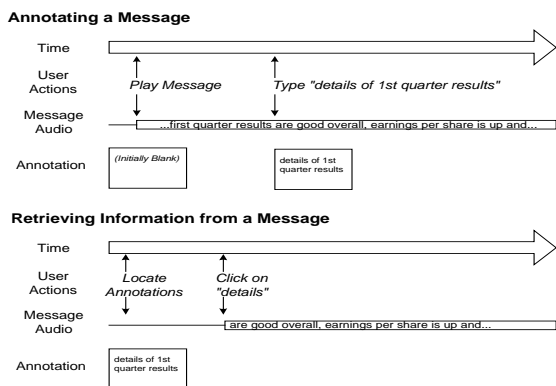 Annotating a Message
Time
User
Actions
Play Message
Type "details of 1st quarter results"
Message
Audio
...first quarter results are good overall, earnings per share is up and...
Annotation
(Initially Blank)
details of 1st
quarter results
Retrieving Information from a Message
Time
User
Actions
Locate
Annotations
Click on
"details"
Message
Audio
are good overall, earnings per share is up and...
Annotation
details of 1st
quarter results